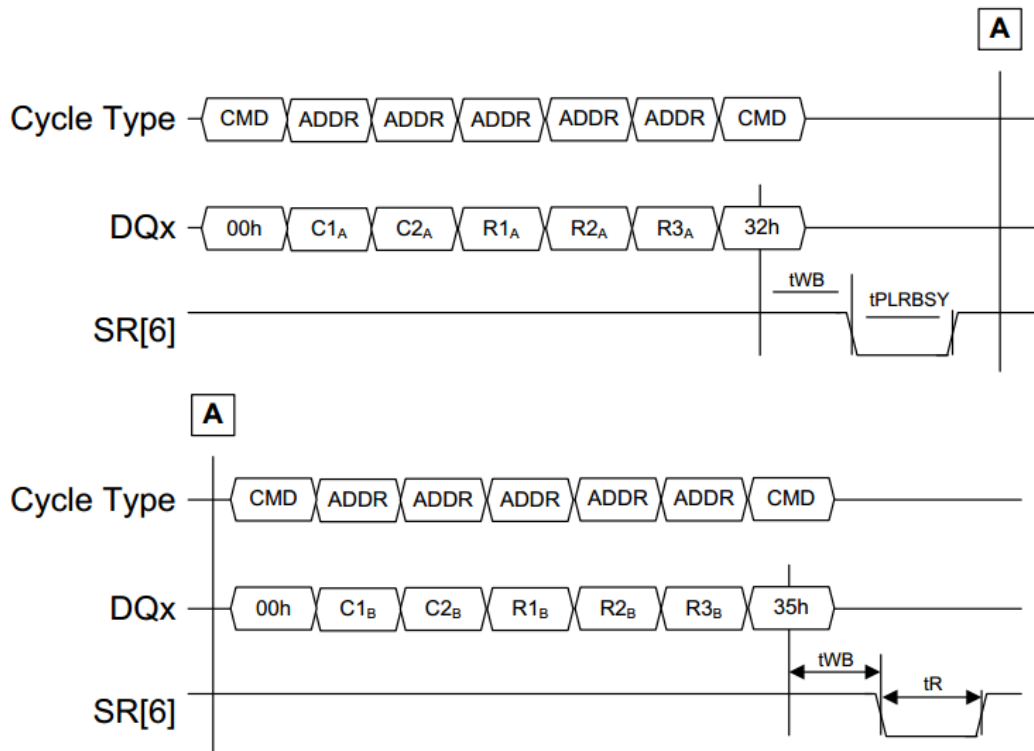 A
Cycle Type CMD ADDR ADDR ADDR ADDR ADDR CMD
DQx 00h C1A C2A R1A R2A R3A 32h
tWB tPLRBSY
SR[6]
A
Cycle Type CMD ADDR ADDR ADDR ADDR ADDR CMD
DQx 00h C1B C2B R1B R2B R3B 35h
tWB tR
SR[6]